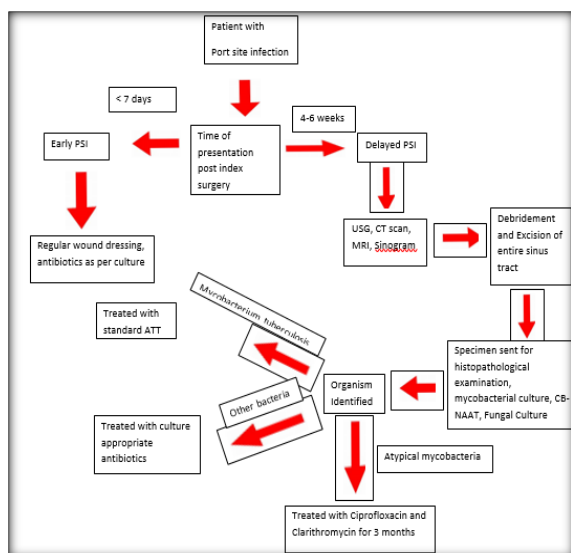 Patient with
Port site infection
< 7 days
4-6 weeks
Early PSI
Time of
presentation
post index
surgery
Delayed PSI
Regular wound dressing,
antibiotics as per culture
USG, CT scan,
MRI, Sinogram
Debridement
and Excision of
entire sinus
tract
Mycobacterium tuberculosis
Treated with
standard ATT
Specimen sent for
histopathological
examination,
mycobacterial culture, CB-
NAAT, Fungal Culture
Organism
Identified
Other bacteria
Treated with culture
appropriate
antibiotics
Atypical mycobacteria
Treated with Ciprofloxacin and
Clarithromycin for 3 months